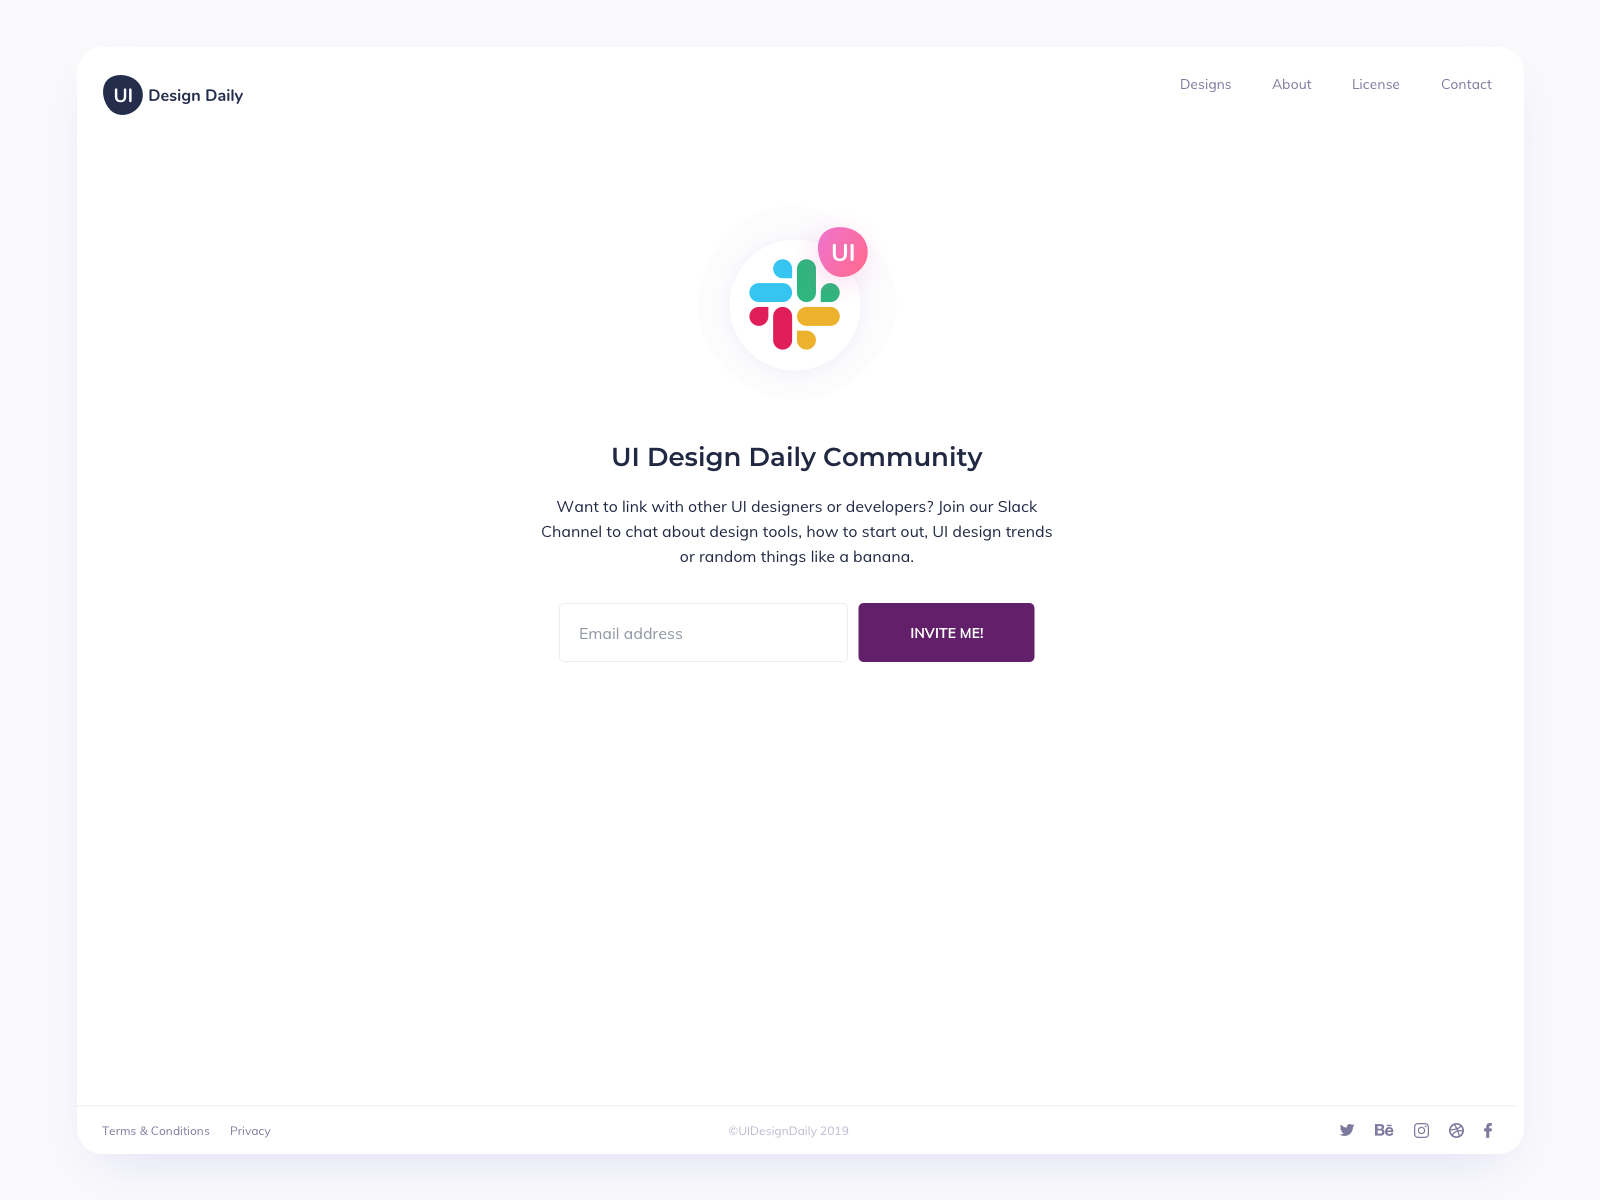 UI Design Daily
Designs About License Contact
UI
UI Design Daily Community
Want to link with other UI designers or developers? Join our Slack
Channel to chat about design tools, how to start out, UI design trends
or random things like a banana.
Email address
INVITE ME!
Terms & Conditions Privacy ©UIDesignDaily 2019 Bē